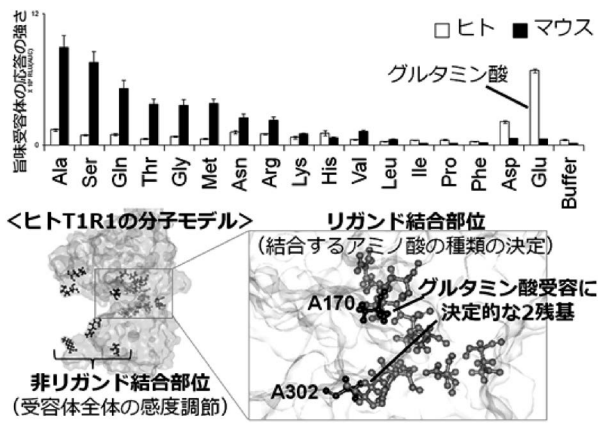 12
0
旨味受容体の応答の強さ
x 10⁶ RLU(AUC)
ヒト
マウス
グルタミン酸
Ala
Ser
Gln
Thr
Gly
Met
Asn
Arg
Lys
His
Val
Leu
Ile
Pro
Phe
Asp
Glu
Buffer
<ヒトT1R1の分子モデル>
リガンド結合部位
(結合するアミノ酸の種類の決定)
A170
グルタミン酸受容に
決定的な2残基
A302
非リガンド結合部位
(受容体全体の感度調節)